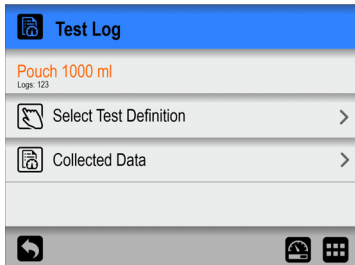 Test Log
Pouch 1000 ml
Logs: 123
Select Test Definition
Collected Data